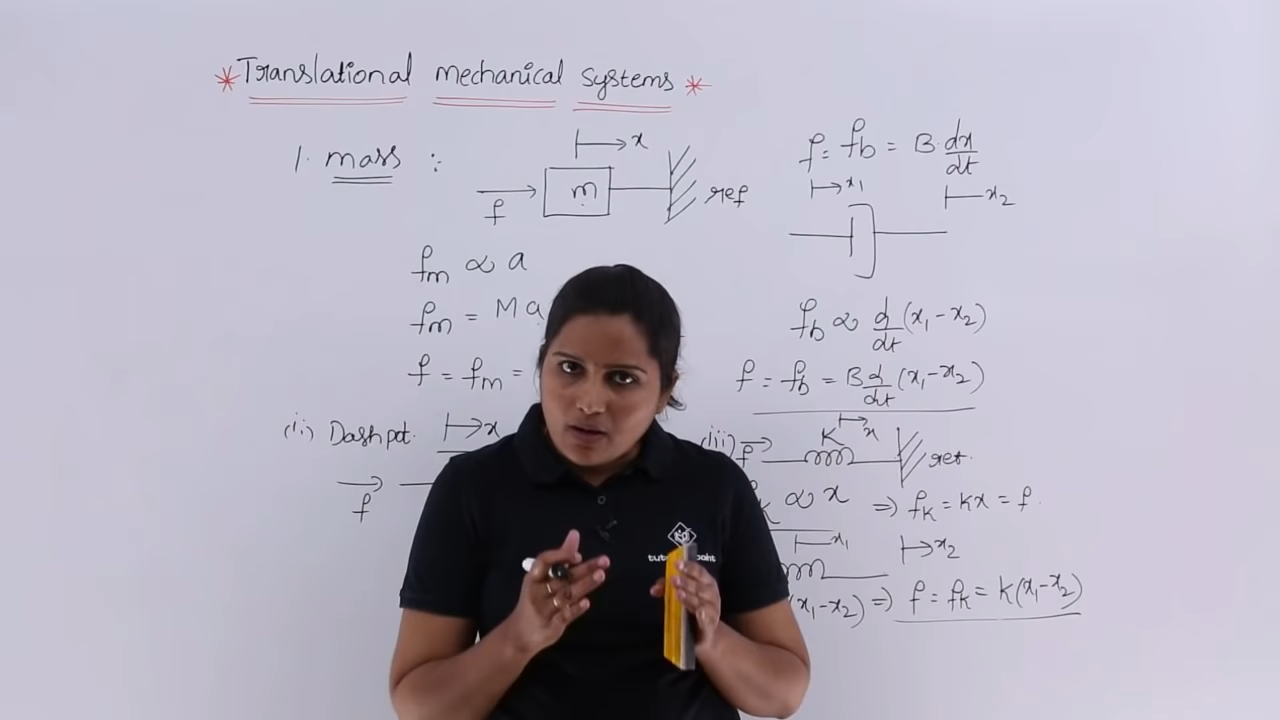 * Translational mechanical systems *
1. mass :
x
f
m
ref
fm ∝ a
fm = Ma
f = fm =
(ii) Dashpot.
x
f
f = fb = B·dx/dt
x1
x2
fb ∝ d/dt (x1-x2)
f = fb = B d/dt (x1-x2)
(iii) f K x ref.
K ∝ x ⇒ fK = Kx = f.
x1
x2
(x1-x2) ⇒ f = fK = K(x1-x2)